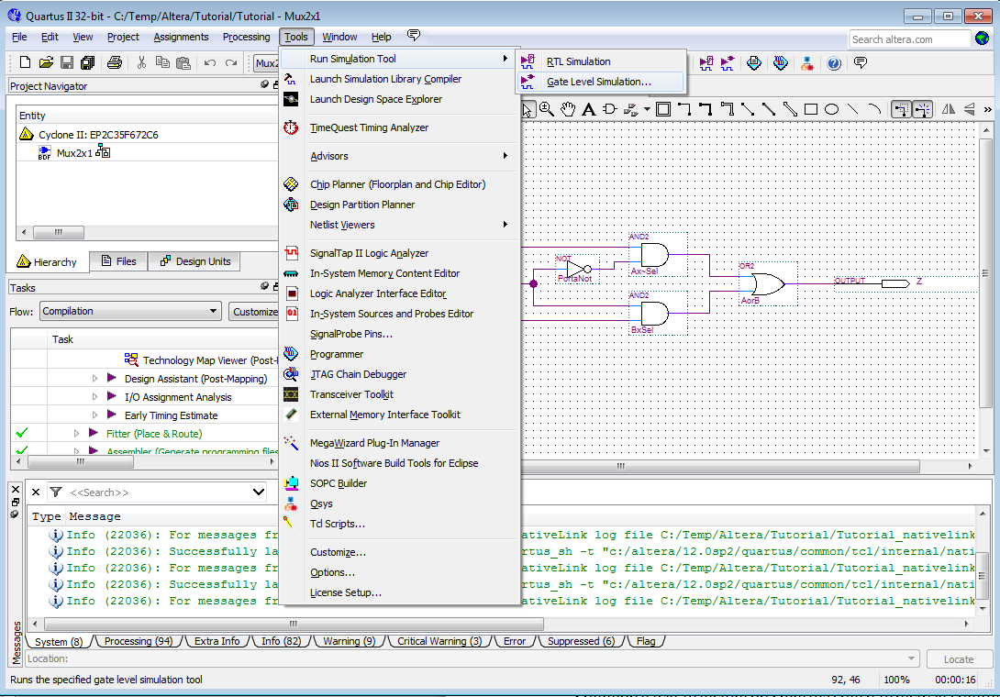 Quartus II 32-bit - C:/Temp/Altera/Tutorial/Tutorial - Mux2x1
File Edit View Project Assignments Processing Tools Window Help
Search altera.com
Mux2
Project Navigator
Entity
Cyclone II: EP2C35F672C6
BDF Mux2x1
Hierarchy Files Design Units
Tasks
Flow: Compilation Customize
Task
Technology Map Viewer (Post-
Design Assistant (Post-Mapping)
I/O Assignment Analysis
Early Timing Estimate
Fitter (Place & Route)
Assembler (Generate programming files
Run Simulation Tool
Launch Simulation Library Compiler
Launch Design Space Explorer
TimeQuest Timing Analyzer
Advisors
Chip Planner (Floorplan and Chip Editor)
Design Partition Planner
Netlist Viewers
SignalTap II Logic Analyzer
In-System Memory Content Editor
Logic Analyzer Interface Editor
In-System Sources and Probes Editor
SignalProbe Pins...
Programmer
JTAG Chain Debugger
Transceiver Toolkit
External Memory Interface Toolkit
MegaWizard Plug-In Manager
Nios II Software Build Tools for Eclipse
SOPC Builder
Qsys
Tcl Scripts...
Customize...
Options...
License Setup...
RTL Simulation
Gate Level Simulation...
AND2
NOT
Ax~Sel
PortaNot
OR2
OUTPUT Z
AND2
AorB
BxSel
<<Search>>
Type Message
Info (22036): For messages fr nativeLink log file C:/Temp/Altera/Tutorial/Tutorial_nativelink
Info (22036): Successfully la rtus_sh -t "c:/altera/12.0sp2/quartus/common/tcl/internal/nati
Info (22036): For messages fr nativeLink log file C:/Temp/Altera/Tutorial/Tutorial_nativelink
Info (22036): Successfully la rtus_sh -t "c:/altera/12.0sp2/quartus/common/tcl/internal/nati
Info (22036): For messages fr nativeLink log file C:/Temp/Altera/Tutorial/Tutorial_nativelink
Messages
System (8) Processing (94) Extra Info Info (82) Warning (9) Critical Warning (3) Error Suppressed (6) Flag
Location: Locate
Runs the specified gate level simulation tool 92, 46 100% 00:00:16